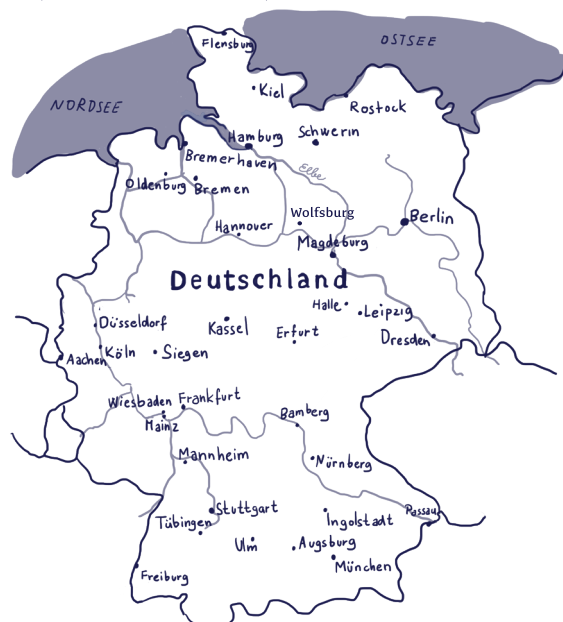 Flensburg
OSTSEE
Kiel
NORDSEE
Rostock
Hamburg
Schwerin
Bremerhaven
Elbe
Oldenburg
Bremen
Wolfsburg
Berlin
Hannover
Magdeburg
Deutschland
Halle
Leipzig
Düsseldorf
Kassel
Erfurt
Dresden
Köln
Siegen
Aachen
Wiesbaden
Frankfurt
Mainz
Bamberg
Mannheim
Nürnberg
Stuttgart
Passau
Tübingen
Ingolstadt
Ulm
Augsburg
München
Freiburg